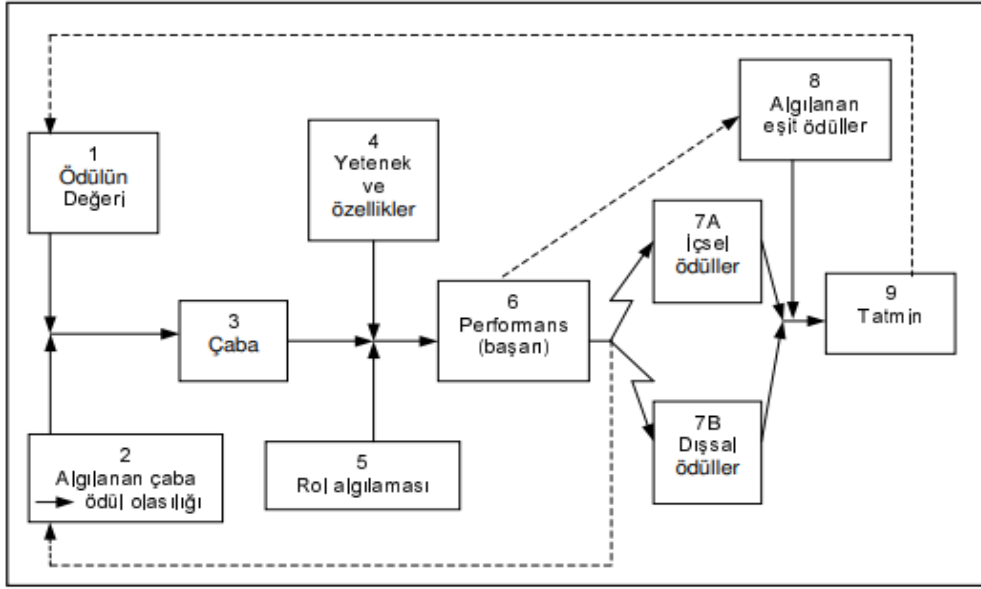 1
Ödülün
Değeri
2
Algılanan çaba
ödül olasılığı
3
Çaba
4
Yetenek
ve
özellikler
5
Rol algılaması
6
Performans
(başarı)
7A
İçsel
ödüller
7B
Dışsal
ödüller
8
Algılanan
eşit ödüller
9
Tatmin